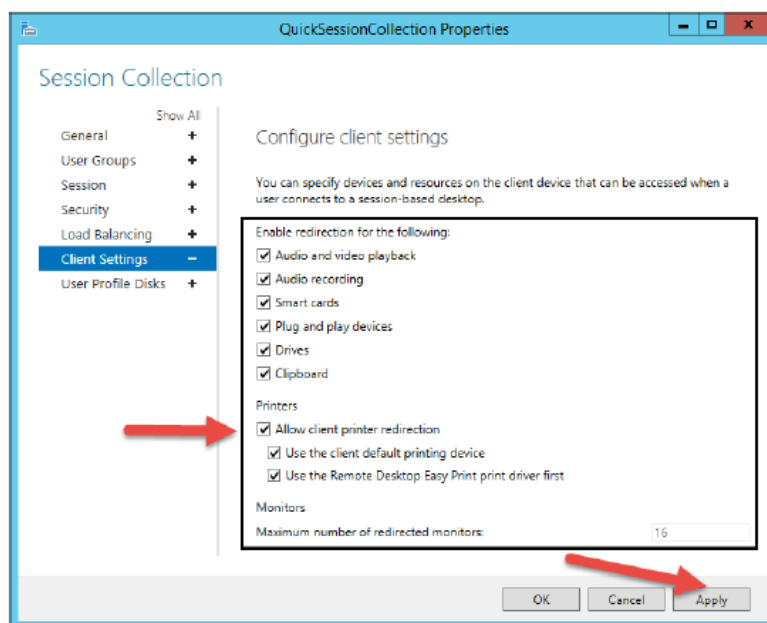 QuickSessionCollection Properties
Session Collection
Show All
General +
User Groups +
Session +
Security +
Load Balancing +
Client Settings −
User Profile Disks +
Configure client settings
You can specify devices and resources on the client device that can be accessed when a
user connects to a session-based desktop.
Enable redirection for the following:
Audio and video playback
Audio recording
Smart cards
Plug and play devices
Drives
Clipboard
Printers
Allow client printer redirection
Use the client default printing device
Use the Remote Desktop Easy Print print driver first
Monitors
Maximum number of redirected monitors: 16
OK Cancel Apply